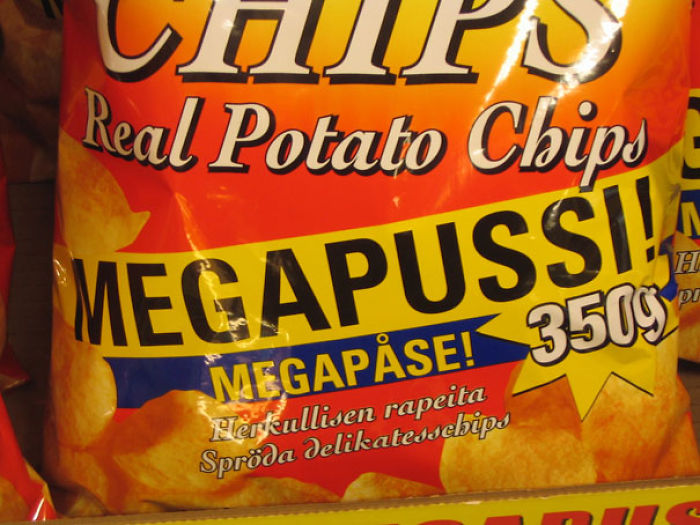 CHIPS
Real Potato Chips
MEGAPUSSI!
350g
MEGAPÅSE!
Herkullisen rapeita
Spröda delikatesschips